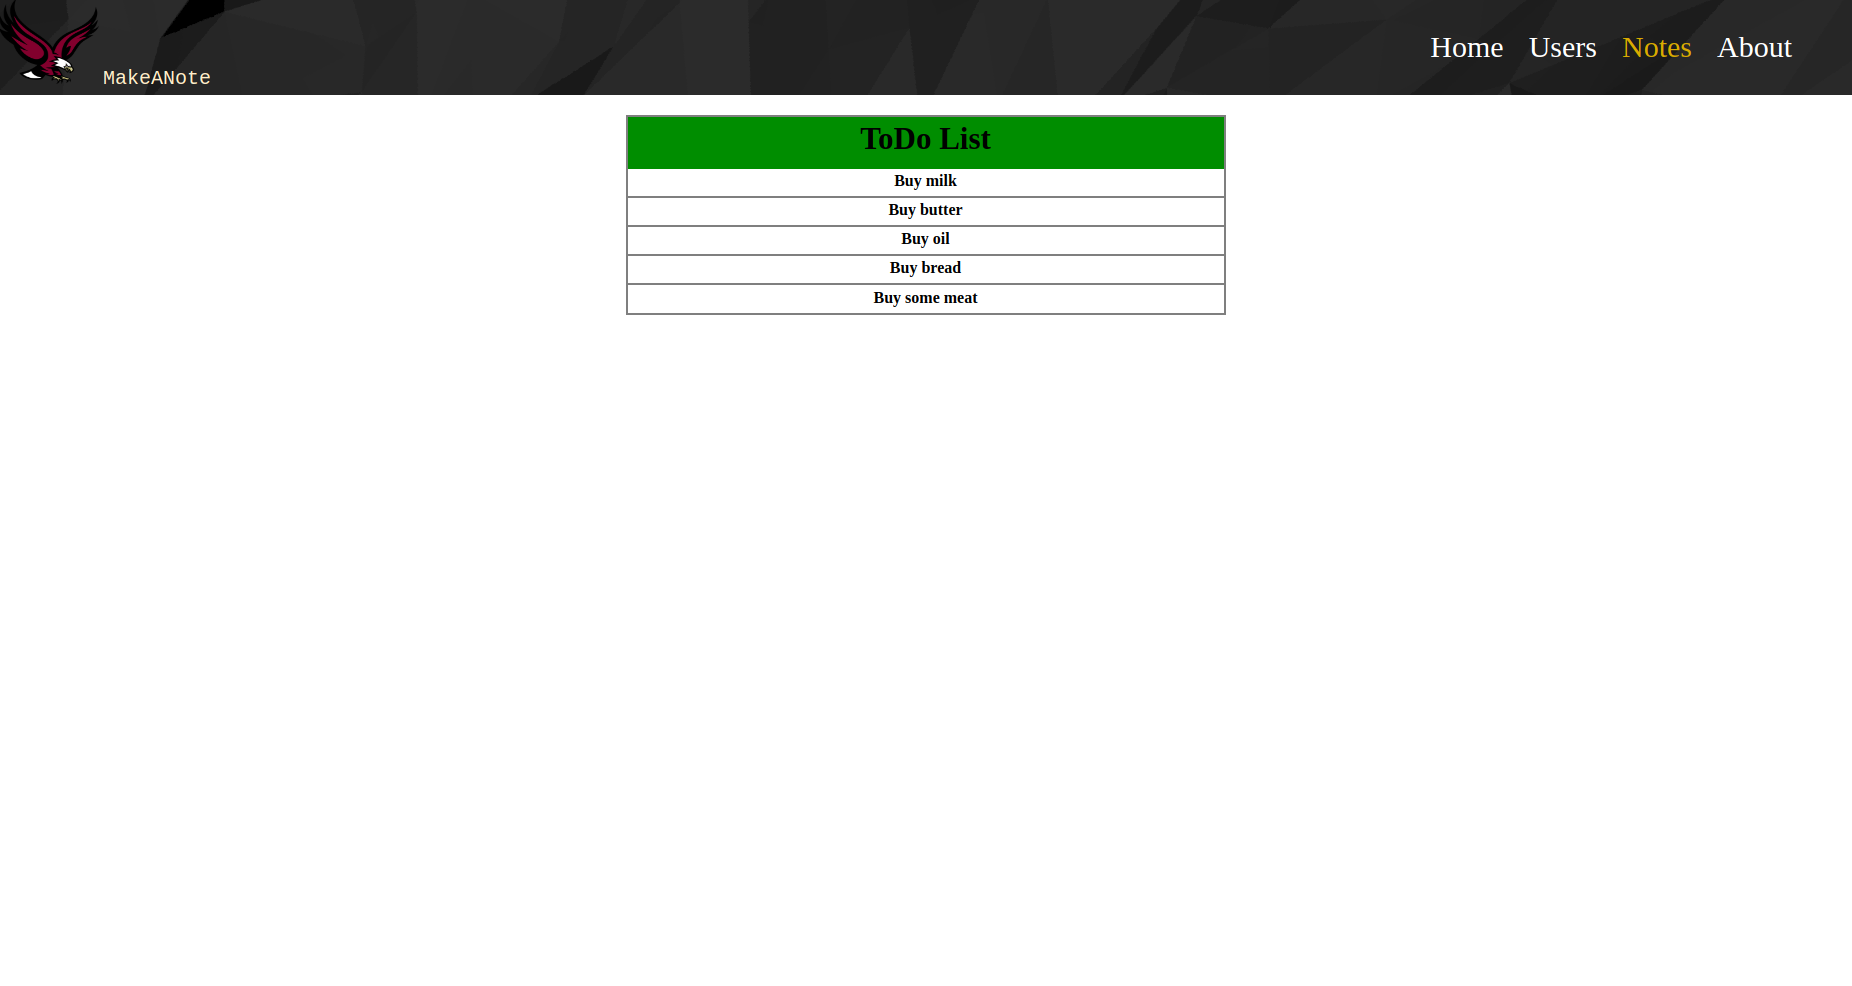 MakeANote
Home Users Notes About
ToDo List
Buy milk
Buy butter
Buy oil
Buy bread
Buy some meat